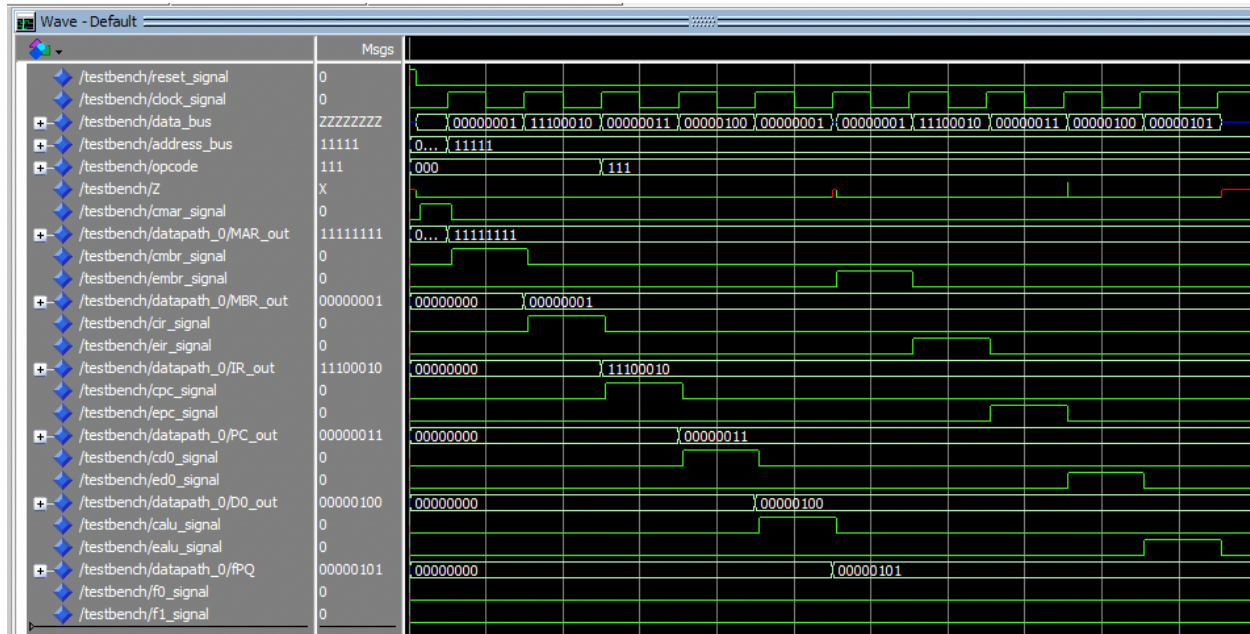 Wave - Default
Msgs
/testbench/reset_signal 0
/testbench/clock_signal 0
/testbench/data_bus ZZZZZZZZ 00000001 11100010 00000011 00000100 00000001 00000001 11100010 00000011 00000100 00000101
/testbench/address_bus 11111 0... 11111
/testbench/opcode 111 000 111
/testbench/Z X
/testbench/cmar_signal 0
/testbench/datapath_0/MAR_out 11111111 0... 11111111
/testbench/cmbr_signal 0
/testbench/embr_signal 0
/testbench/datapath_0/MBR_out 00000001 00000000 00000001
/testbench/cir_signal 0
/testbench/eir_signal 0
/testbench/datapath_0/IR_out 11100010 00000000 11100010
/testbench/cpc_signal 0
/testbench/epc_signal 0
/testbench/datapath_0/PC_out 00000011 00000000 00000011
/testbench/cd0_signal 0
/testbench/ed0_signal 0
/testbench/datapath_0/D0_out 00000100 00000000 00000100
/testbench/calu_signal 0
/testbench/ealu_signal 0
/testbench/datapath_0/fPQ 00000101 00000000 00000101
/testbench/f0_signal 0
/testbench/f1_signal 0